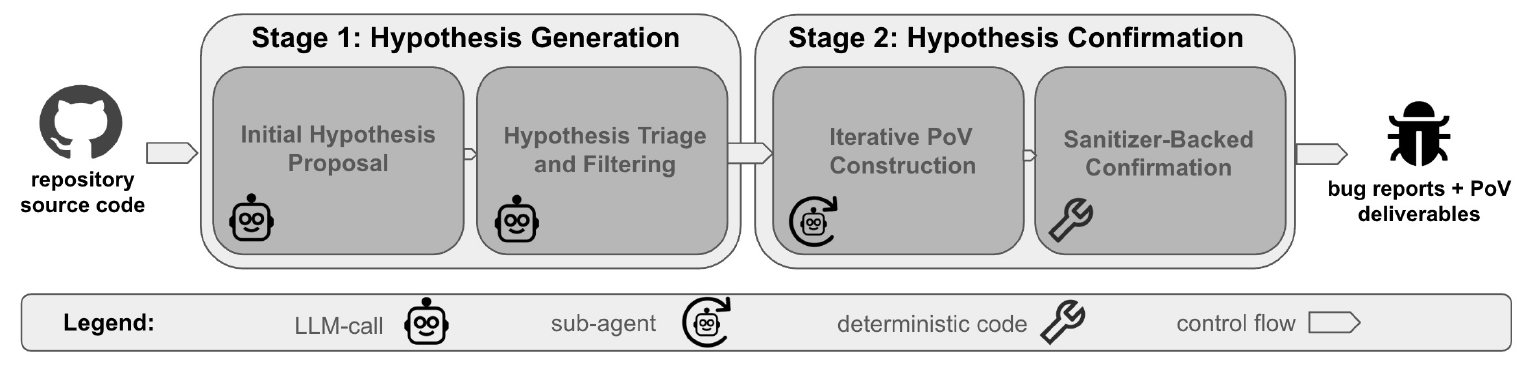 Stage 1: Hypothesis Generation
Stage 2: Hypothesis Confirmation
repository
source code
Initial Hypothesis
Proposal
Hypothesis Triage
and Filtering
Iterative PoV
Construction
Sanitizer-Backed
Confirmation
bug reports + PoV
deliverables
Legend:
LLM-call
sub-agent
deterministic code
control flow